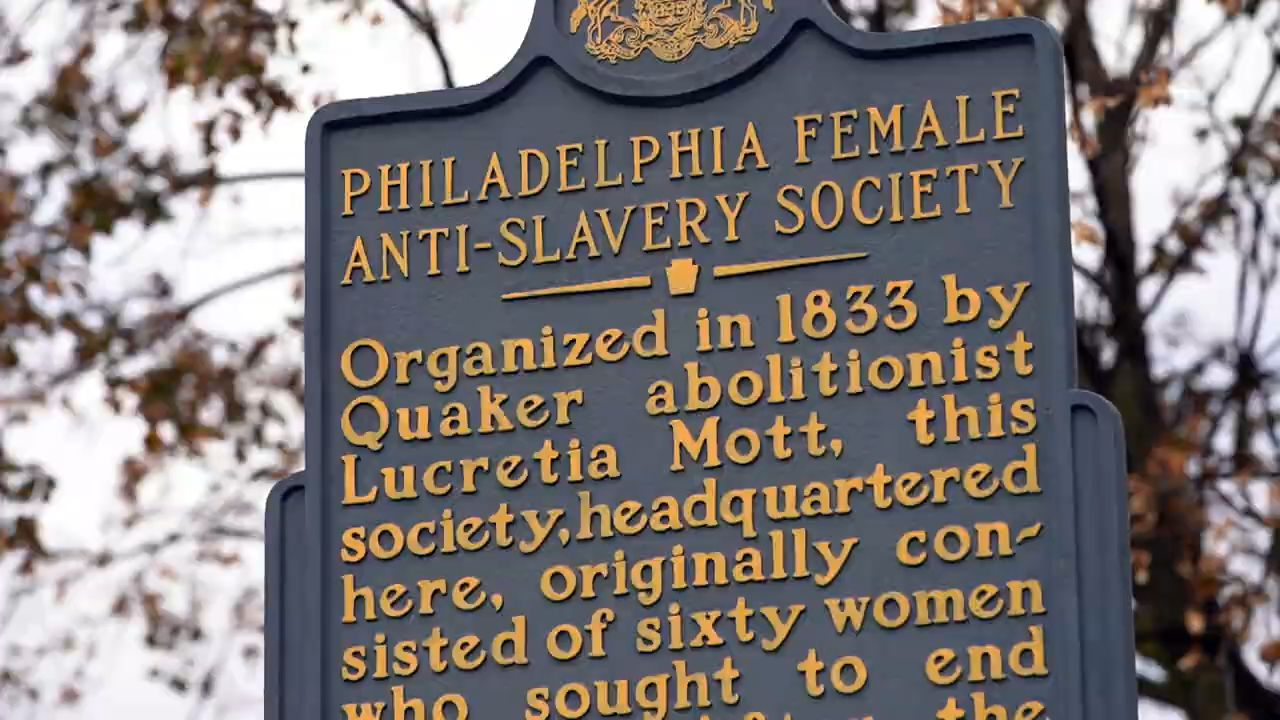 PHILADELPHIA FEMALE
ANTI-SLAVERY SOCIETY
Organized in 1833 by
Quaker abolitionist
Lucretia Mott, this
society, headquartered
here, originally con-
sisted of sixty women
who sought to end
the